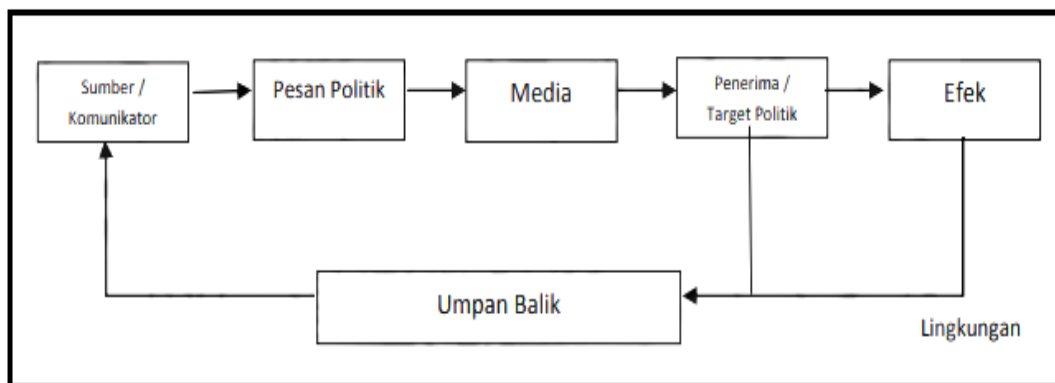 Sumber /
Komunikator
Pesan Politik
Media
Penerima /
Target Politik
Efek
Umpan Balik
Lingkungan